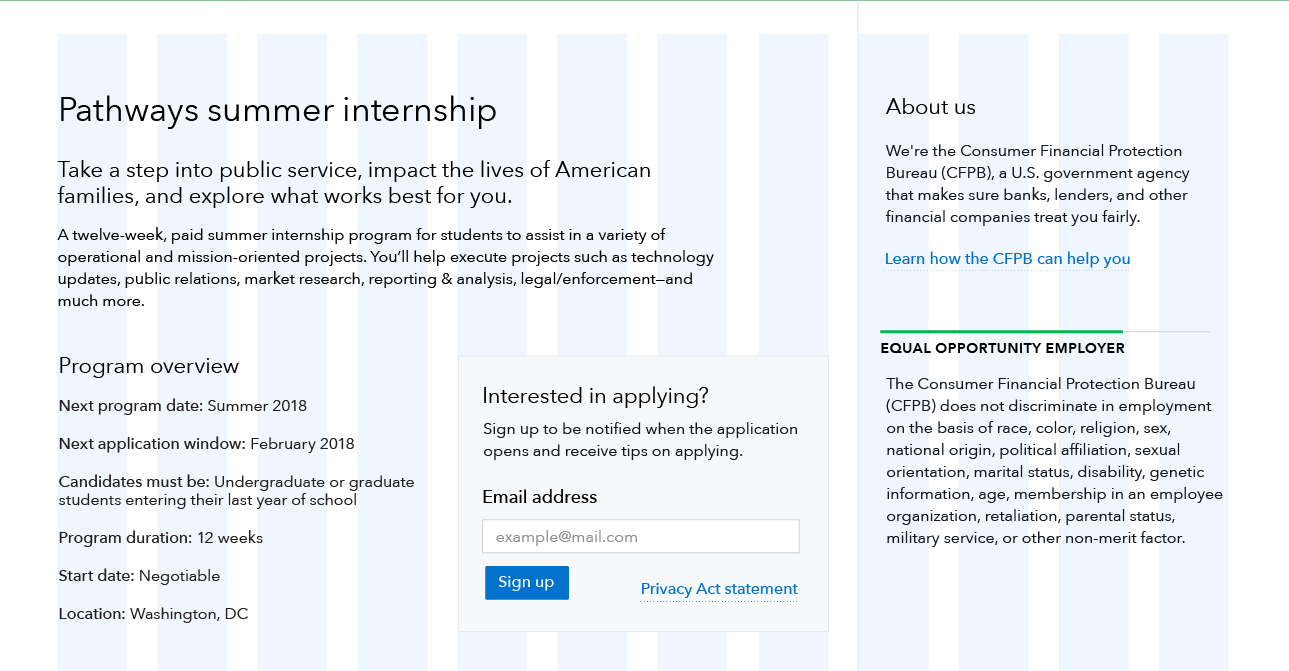 Pathways summer internship
Take a step into public service, impact the lives of American
families, and explore what works best for you.
A twelve-week, paid summer internship program for students to assist in a variety of
operational and mission-oriented projects. You’ll help execute projects such as technology
updates, public relations, market research, reporting & analysis, legal/enforcement—and
much more.
Program overview
Next program date: Summer 2018
Next application window: February 2018
Candidates must be: Undergraduate or graduate
students entering their last year of school
Program duration: 12 weeks
Start date: Negotiable
Location: Washington, DC
Interested in applying?
Sign up to be notified when the application
opens and receive tips on applying.
Email address
example@mail.com
Sign up
Privacy Act statement
About us
We're the Consumer Financial Protection
Bureau (CFPB), a U.S. government agency
that makes sure banks, lenders, and other
financial companies treat you fairly.
Learn how the CFPB can help you
EQUAL OPPORTUNITY EMPLOYER
The Consumer Financial Protection Bureau
(CFPB) does not discriminate in employment
on the basis of race, color, religion, sex,
national origin, political affiliation, sexual
orientation, marital status, disability, genetic
information, age, membership in an employee
organization, retaliation, parental status,
military service, or other non-merit factor.